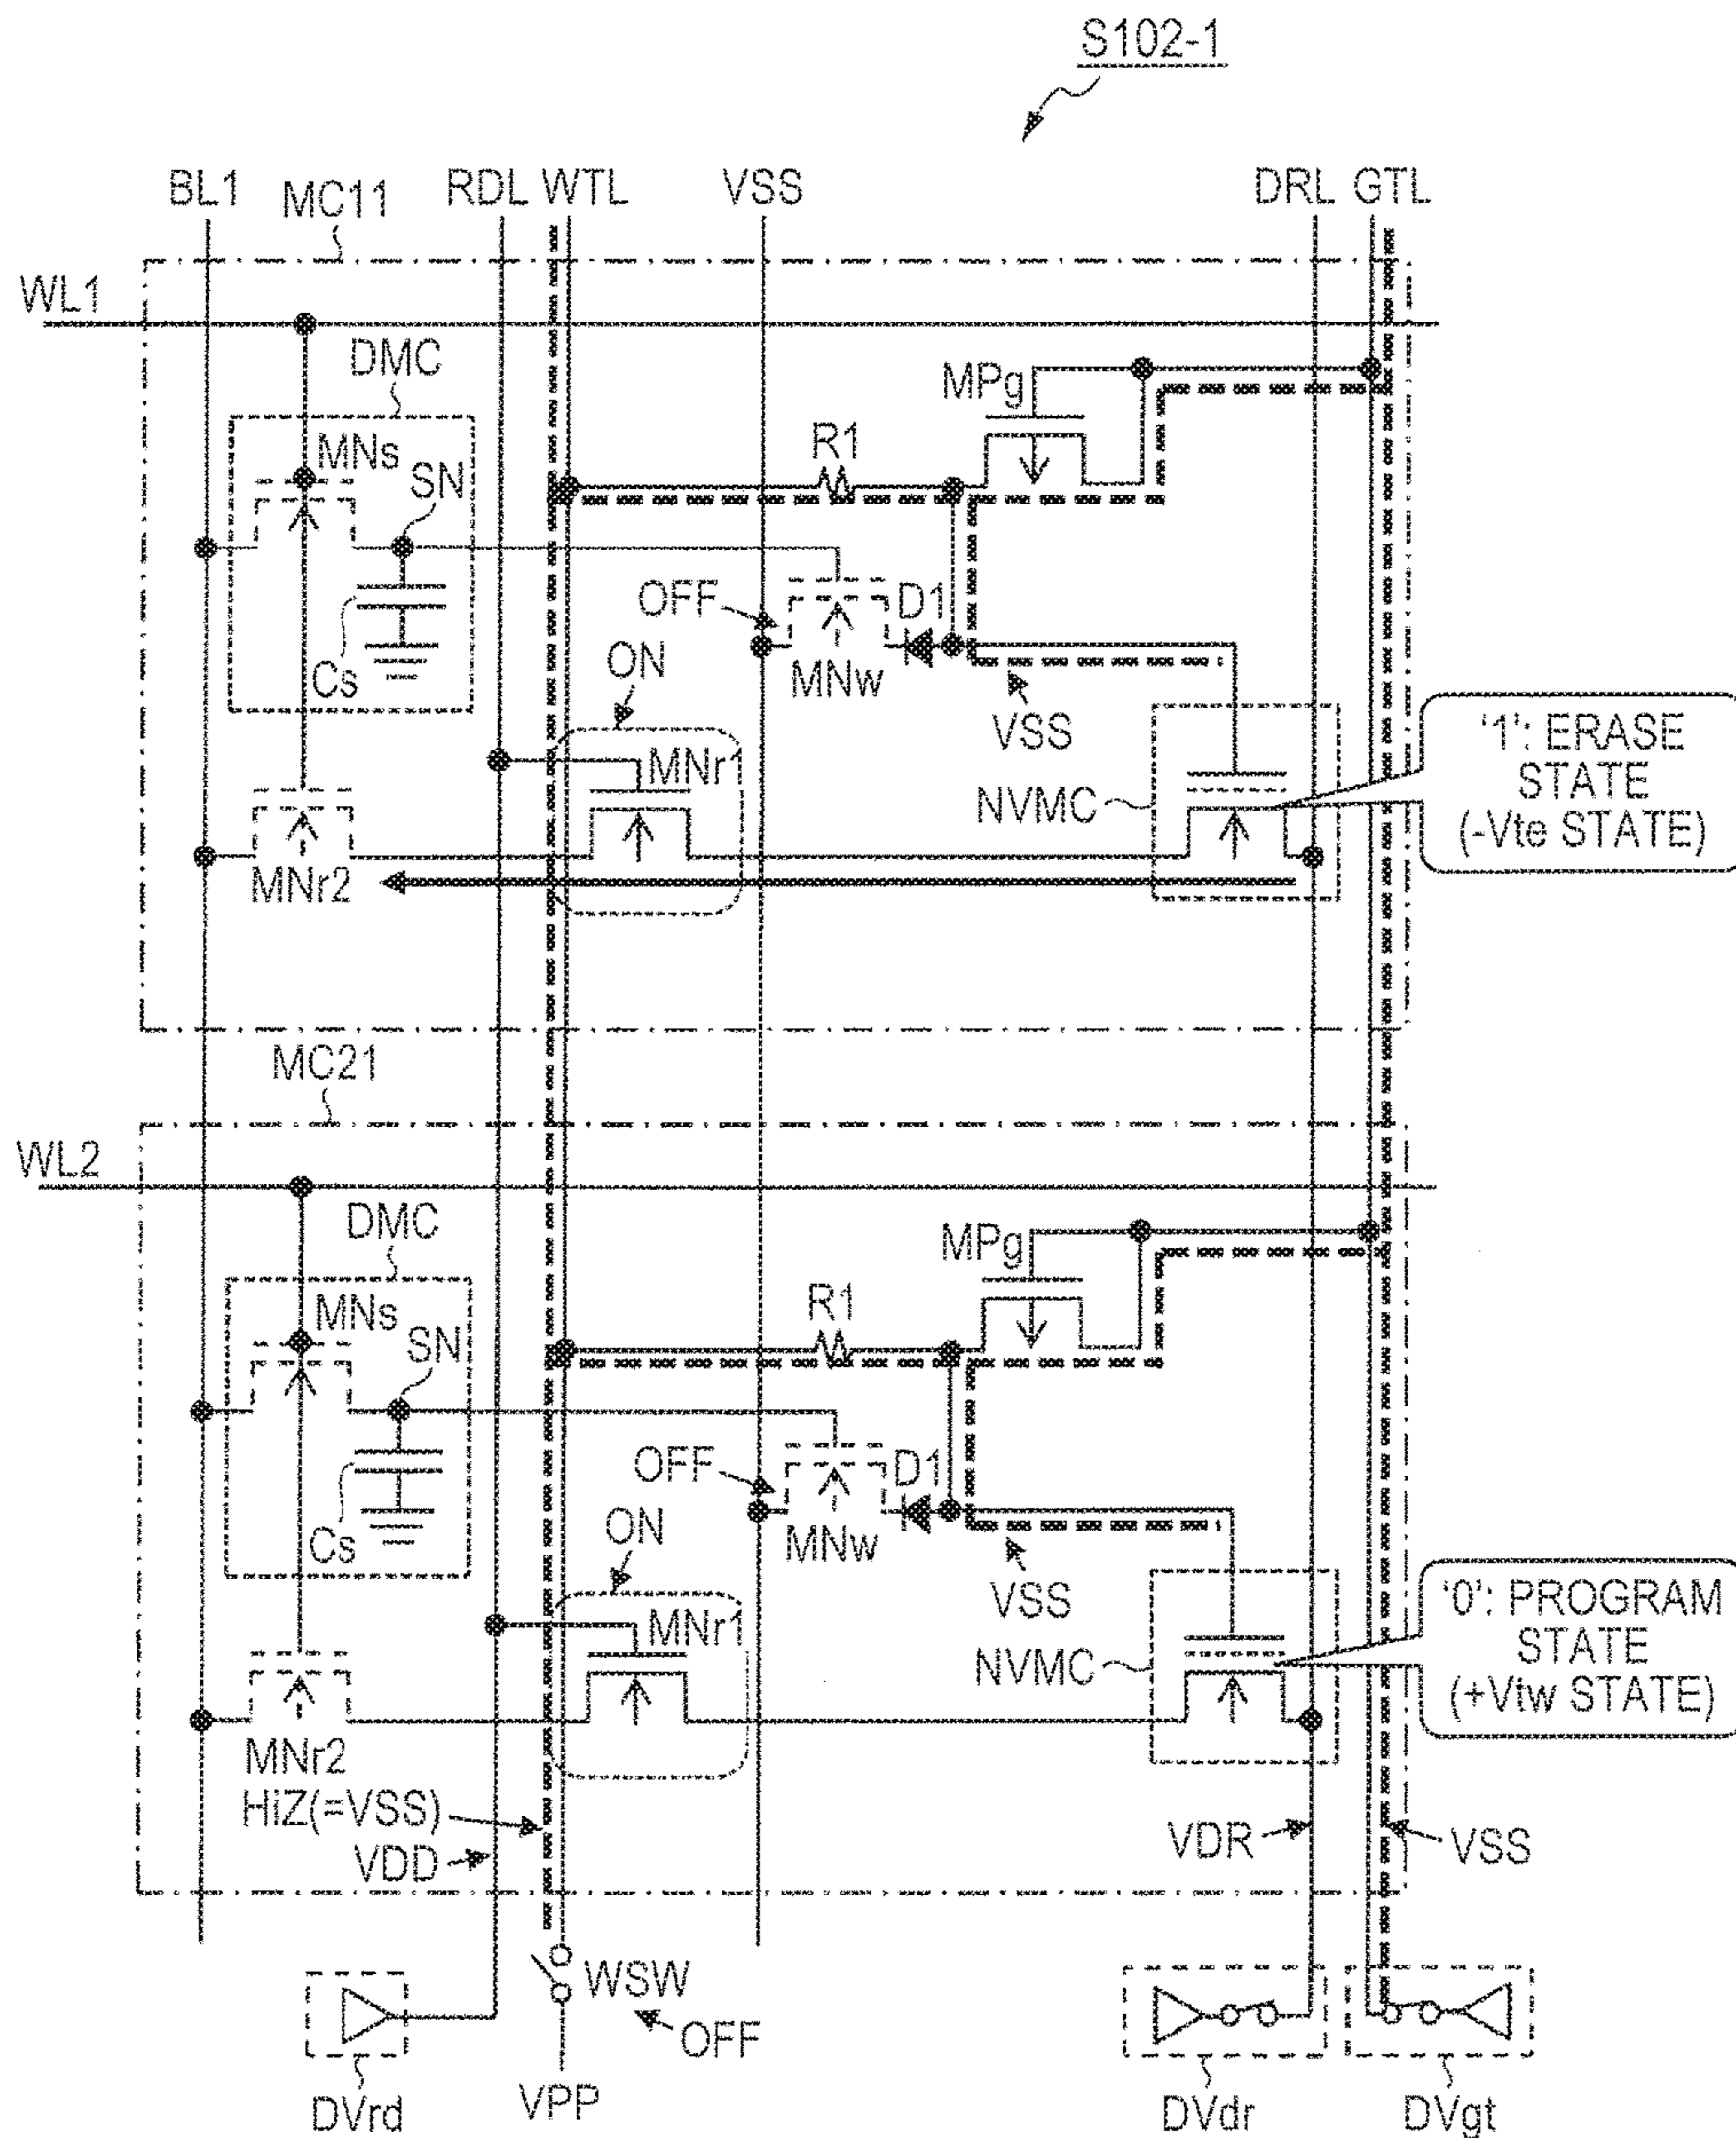 S102-1
BL1 MC11 RDL WTL VSS DRL GTL
WL1
DMC
MPg
MNs
R1
SN
OFF D1
ON
Cs
MNw
VSS
'1': ERASE
STATE
(-Vte STATE)
MNr1
NVMC
MNr2
MC21
WL2
DMC
MPg
MNs
R1
SN
OFF D1
ON
Cs
MNw
VSS
'0': PROGRAM
STATE
(+Vtw STATE)
MNr1
NVMC
MNr2
HiZ(=VSS)
VDD
VDR
VSS
WSW
OFF
DVrd
VPP
DVdr
DVgt